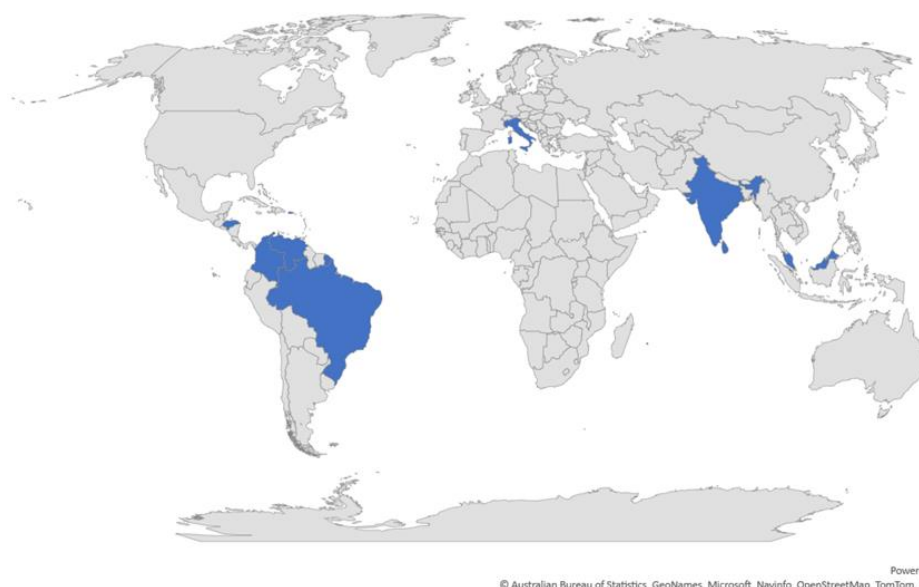 Power
© Australian Bureau of Statistics, GeoNames, Microsoft, Navinfo, OpenStreetMap, TomTom